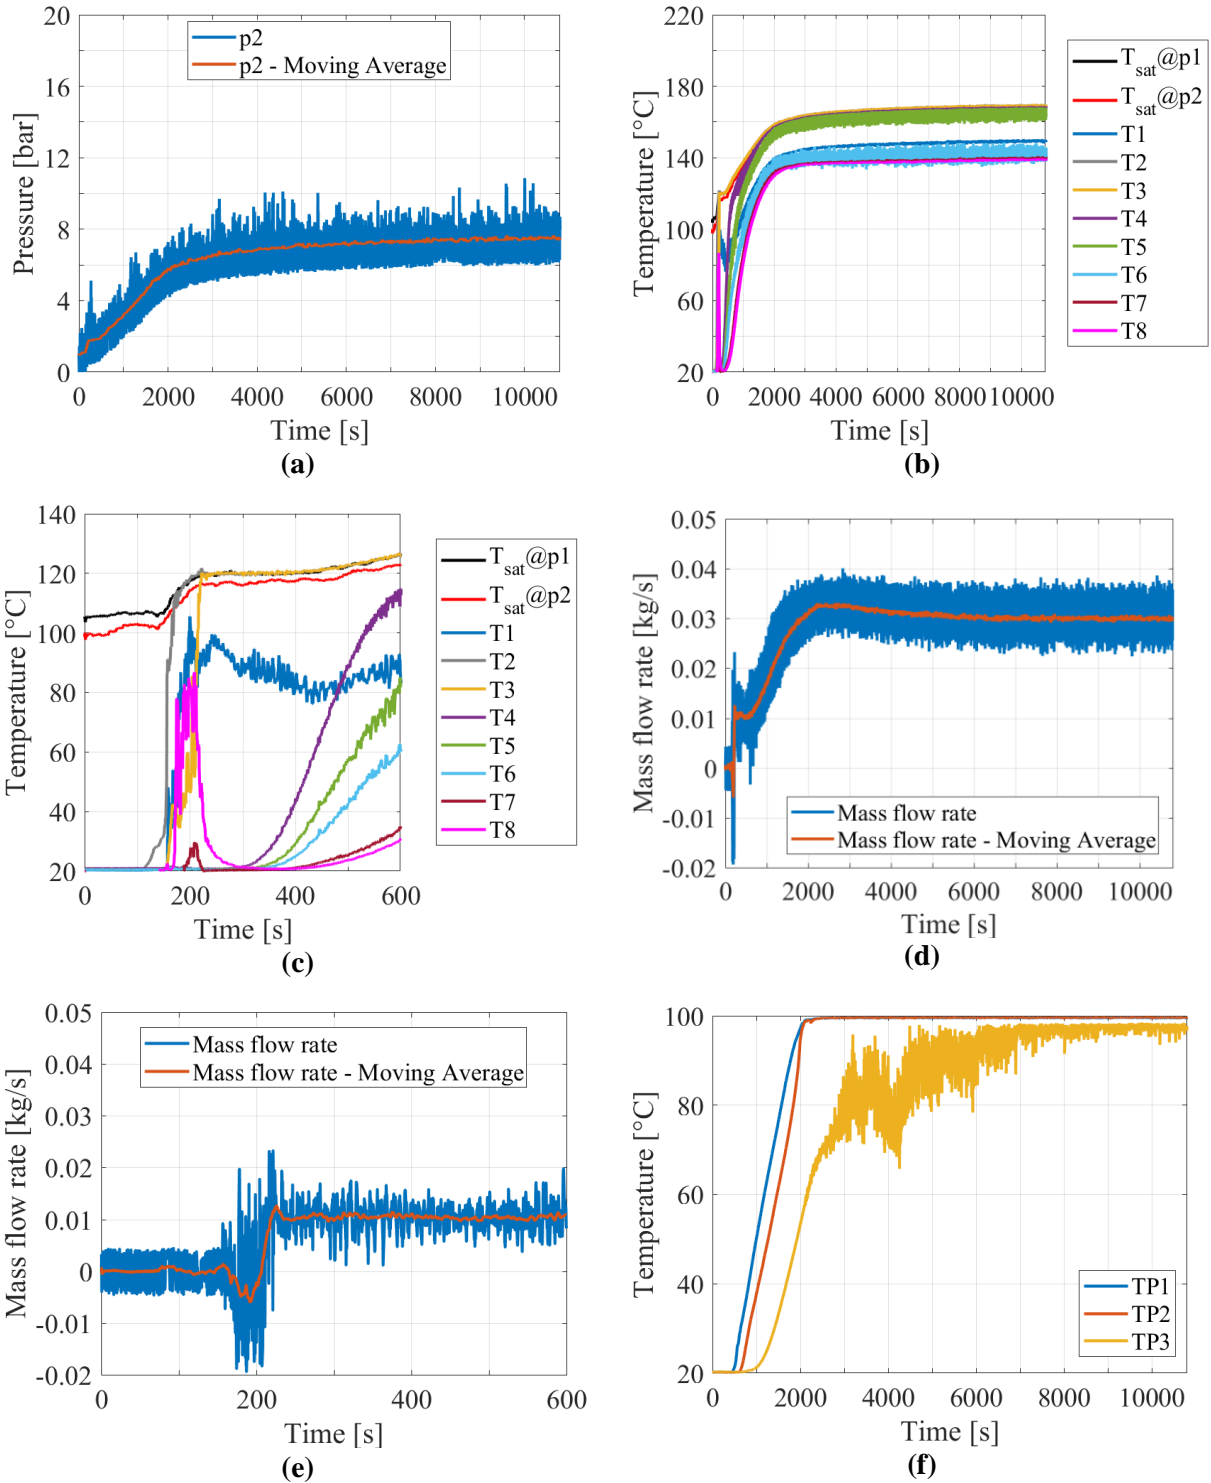 20
16
12
8
4
0
Pressure [bar]
p2
p2 - Moving Average
0 2000 4000 6000 8000 10000
Time [s]
(a)
220
180
140
100
60
20
Temperature [°C]
0 2000 4000 6000 8000 10000
Time [s]
T_sat@p1
T_sat@p2
T1
T2
T3
T4
T5
T6
T7
T8
(b)
140
120
100
80
60
40
20
Temperature [°C]
0 200 400 600
Time [s]
T_sat@p1
T_sat@p2
T1
T2
T3
T4
T5
T6
T7
T8
(c)
0.05
0.04
0.03
0.02
0.01
0
-0.01
-0.02
Mass flow rate [kg/s]
Mass flow rate
Mass flow rate - Moving Average
0 2000 4000 6000 8000 10000
Time [s]
(d)
0.05
0.04
0.03
0.02
0.01
0
-0.01
-0.02
Mass flow rate [kg/s]
Mass flow rate
Mass flow rate - Moving Average
0 200 400 600
Time [s]
(e)
100
80
60
40
20
Temperature [°C]
TP1
TP2
TP3
0 2000 4000 6000 8000 10000
Time [s]
(f)